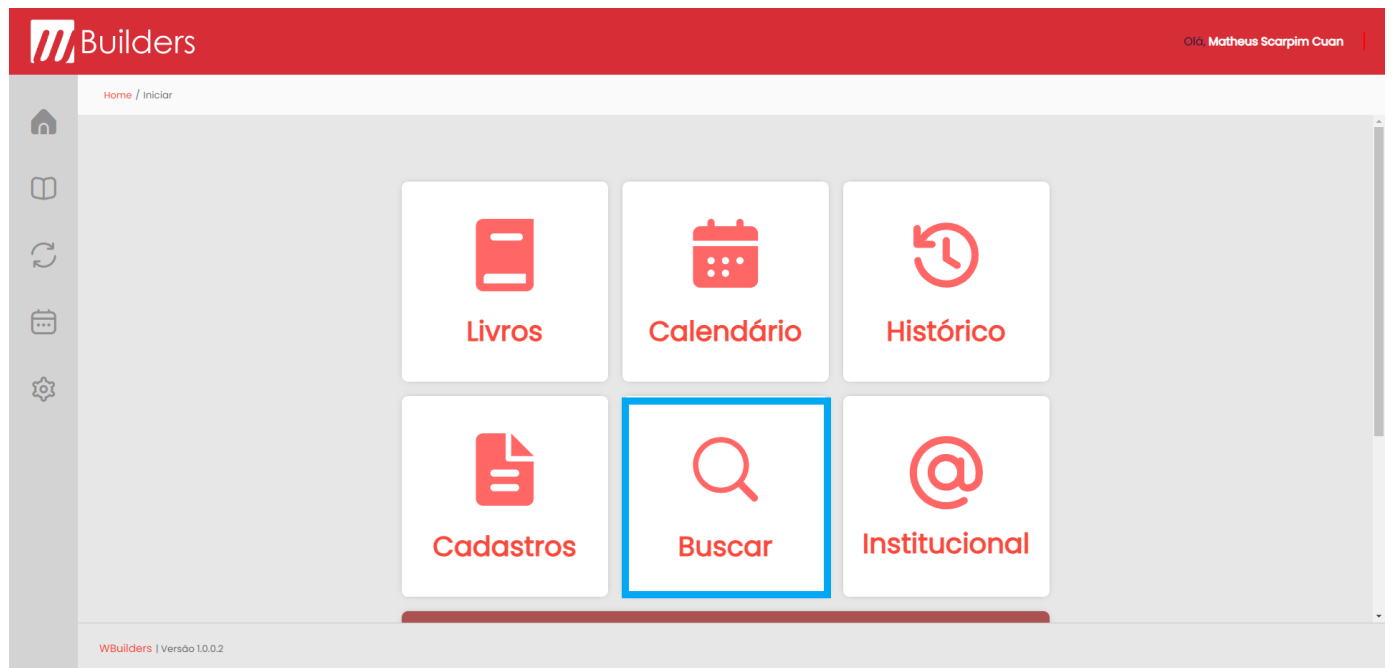 Builders
Olá, Matheus Scarpim Cuan
Home / Iniciar
Livros
Calendário
Histórico
Cadastros
Buscar
Institucional
WBuilders | Versão 1.0.0.2